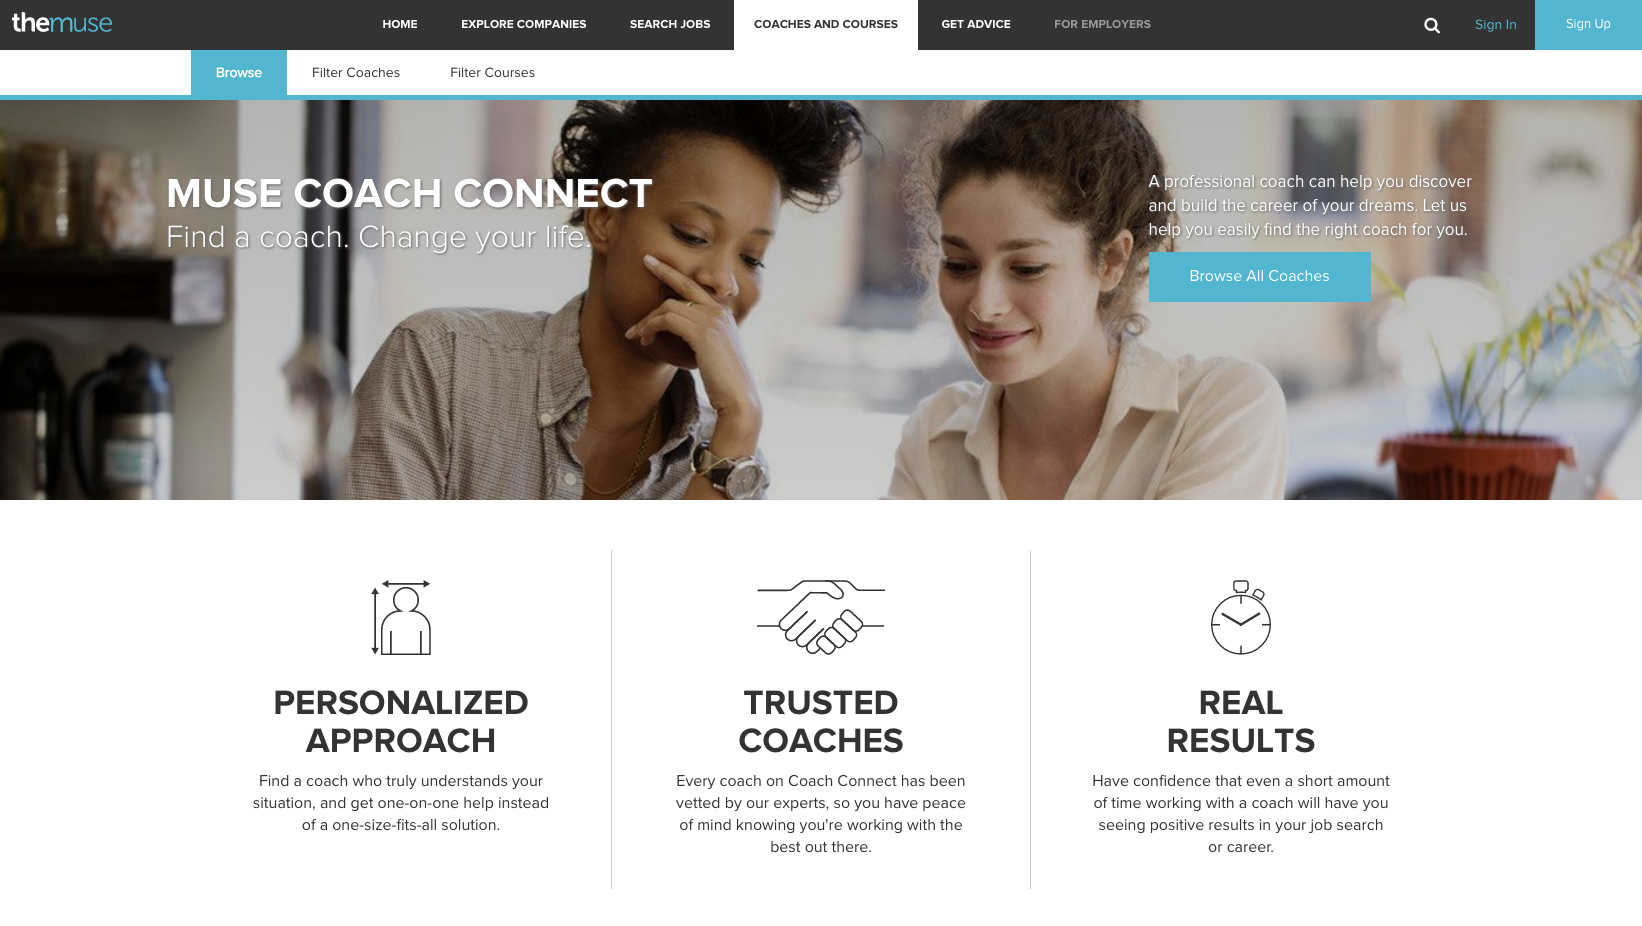 themuse
HOME
EXPLORE COMPANIES
SEARCH JOBS
COACHES AND COURSES
GET ADVICE
FOR EMPLOYERS
Sign In
Sign Up
Browse
Filter Coaches
Filter Courses
MUSE COACH CONNECT
Find a coach. Change your life.
A professional coach can help you discover
and build the career of your dreams. Let us
help you easily find the right coach for you.
Browse All Coaches
PERSONALIZED
APPROACH
Find a coach who truly understands your
situation, and get one-on-one help instead
of a one-size-fits-all solution.
TRUSTED
COACHES
Every coach on Coach Connect has been
vetted by our experts, so you have peace
of mind knowing you're working with the
best out there.
REAL
RESULTS
Have confidence that even a short amount
of time working with a coach will have you
seeing positive results in your job search
or career.